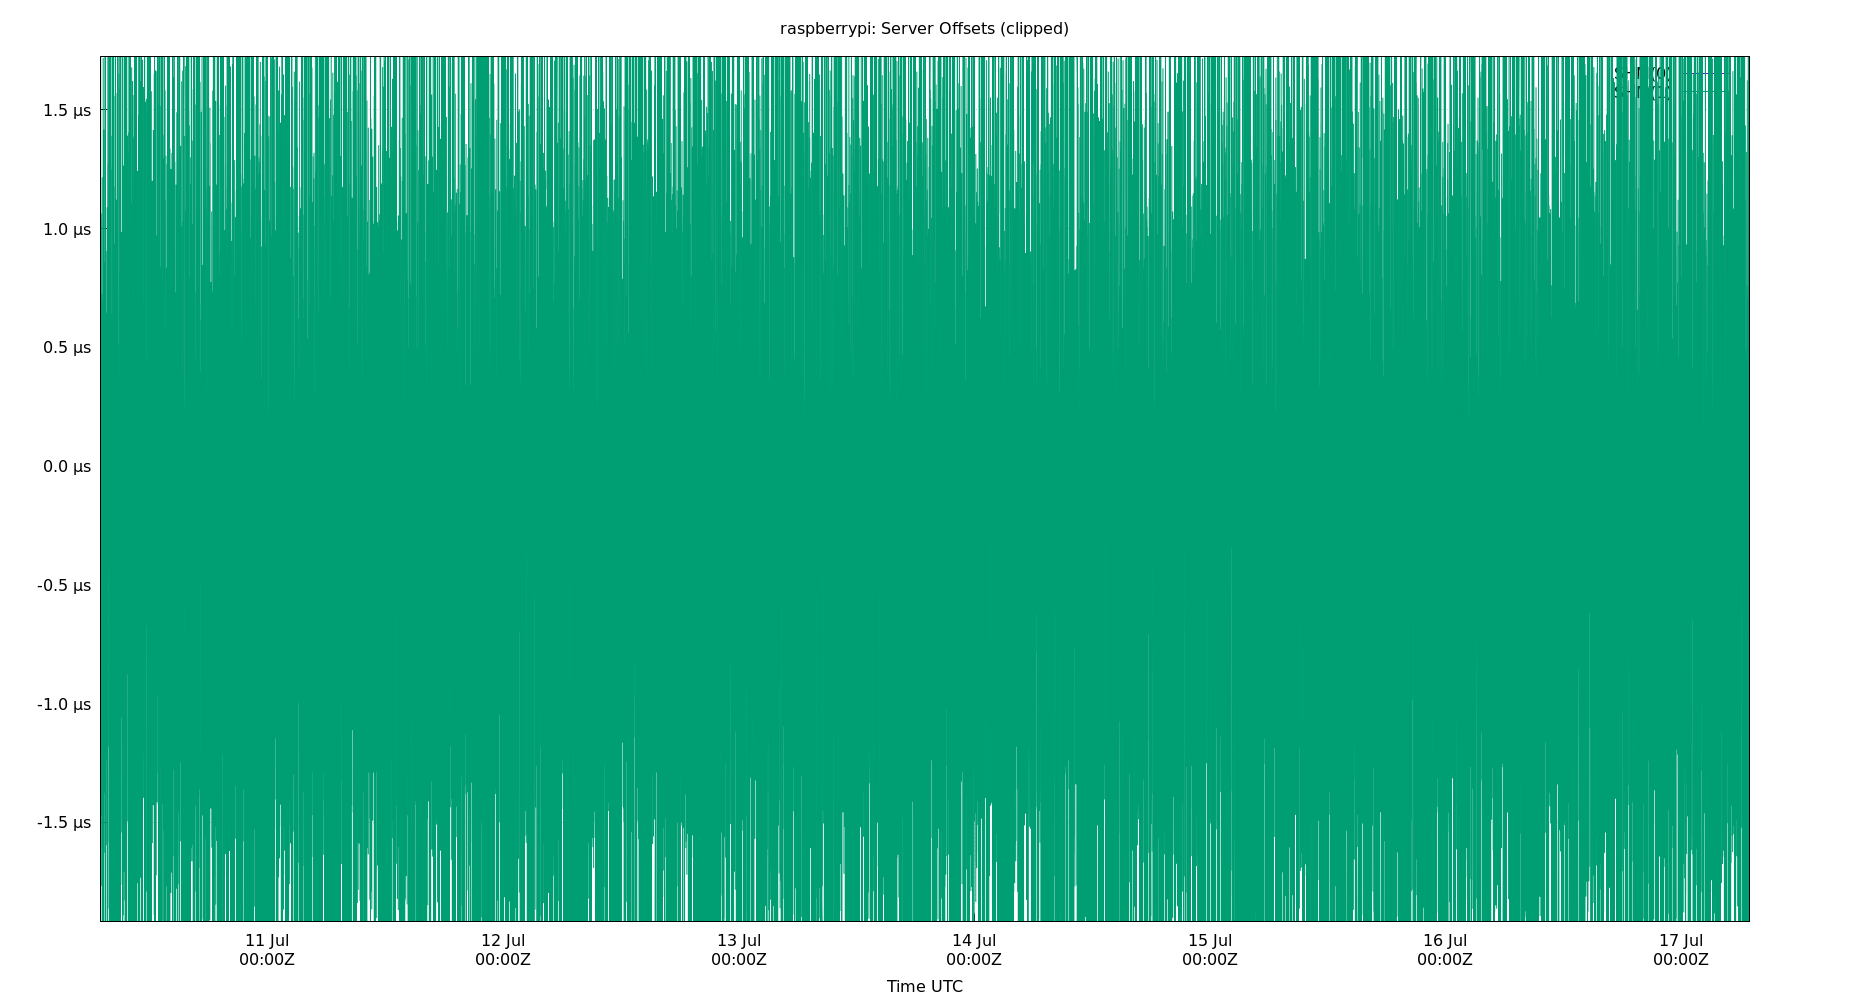 raspberrypi: Server Offsets (clipped)
1.5 µs
1.0 µs
0.5 µs
0.0 µs
-0.5 µs
-1.0 µs
-1.5 µs
11 Jul
00:00Z
12 Jul
00:00Z
13 Jul
00:00Z
14 Jul
00:00Z
15 Jul
00:00Z
16 Jul
00:00Z
17 Jul
00:00Z
Time UTC